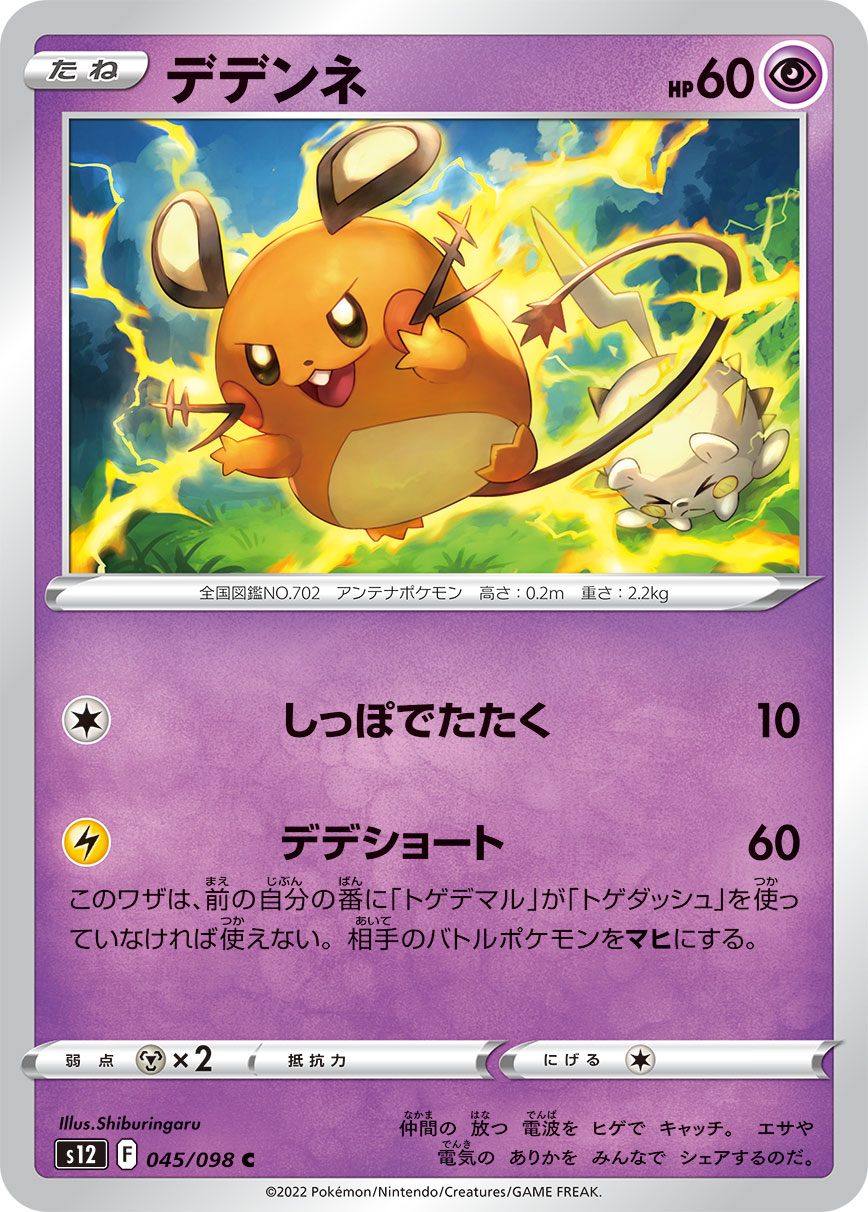 たね デデンネ HP60
全国図鑑NO.702 アンテナポケモン 高さ:0.2m 重さ:2.2kg
しっぽでたたく 10
デデショート 60
このワザは、前の自分の番に「トゲデマル」が「トゲダッシュ」を使っ
ていなければ使えない。相手のバトルポケモンをマヒにする。
弱点 ×2 抵抗力 にげる
Illus.Shiburingaru
仲間の 放つ 電波を ヒゲで キャッチ。 エサや
電気の ありかを みんなで シェアするのだ。
s12 F 045/098 C
©2022 Pokémon/Nintendo/Creatures/GAME FREAK.